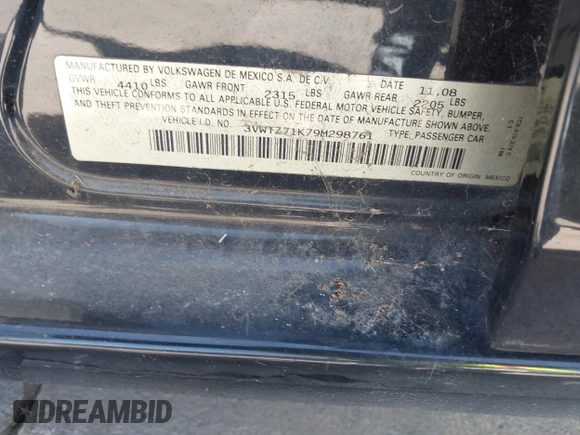 MANUFACTURED BY VOLKSWAGEN DE MEXICO S.A. DE C.V. DATE 11.08
GVWR 4410 LBS GAWR FRONT 2315 LBS GAWR REAR 2205 LBS
THIS VEHICLE CONFORMS TO ALL APPLICABLE U.S. FEDERAL MOTOR VEHICLE SAFETY, BUMPER,
AND THEFT PREVENTION STANDARDS IN EFFECT ON THE DATE OF MANUFACTURE SHOWN ABOVE.
VEHICLE I.D. NO. 3VWTZ71K79M298761 TYPE: PASSENGER CAR
COUNTRY OF ORIGIN: MEXICO
DREAMBID